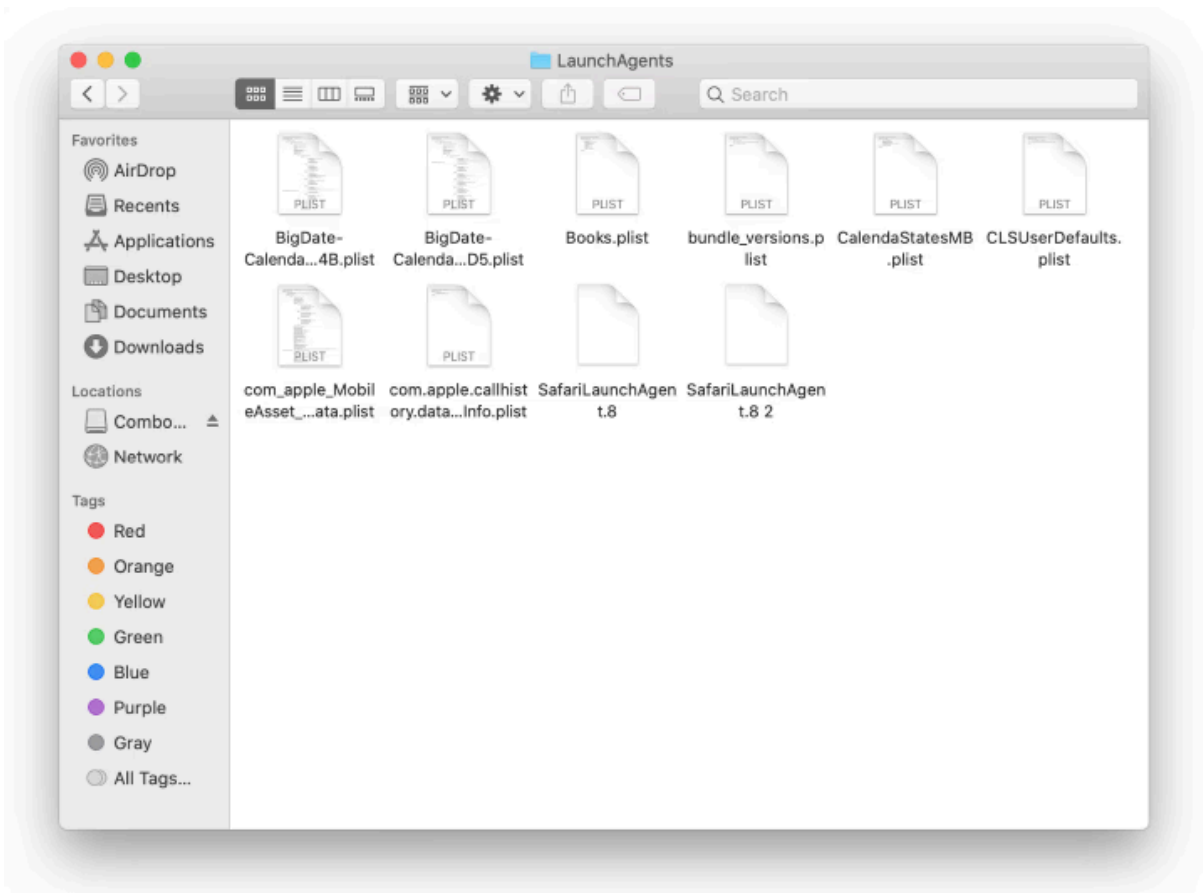 LaunchAgents
Search
Favorites
AirDrop
Recents
Applications
Desktop
Documents
Downloads
Locations
Combo...
Network
Tags
Red
Orange
Yellow
Green
Blue
Purple
Gray
All Tags...
PLIST PLIST PLIST PLIST PLIST PLIST
BigDate- BigDate- Books.plist bundle_versions.p CalendaStatesMB CLSUserDefaults.
Calenda...4B.plist Calenda...D5.plist list .plist plist
PLIST PLIST
com_apple_Mobil com.apple.callhist SafariLaunchAgen SafariLaunchAgen
eAsset_...ata.plist ory.data...Info.plist t.8 t.8 2